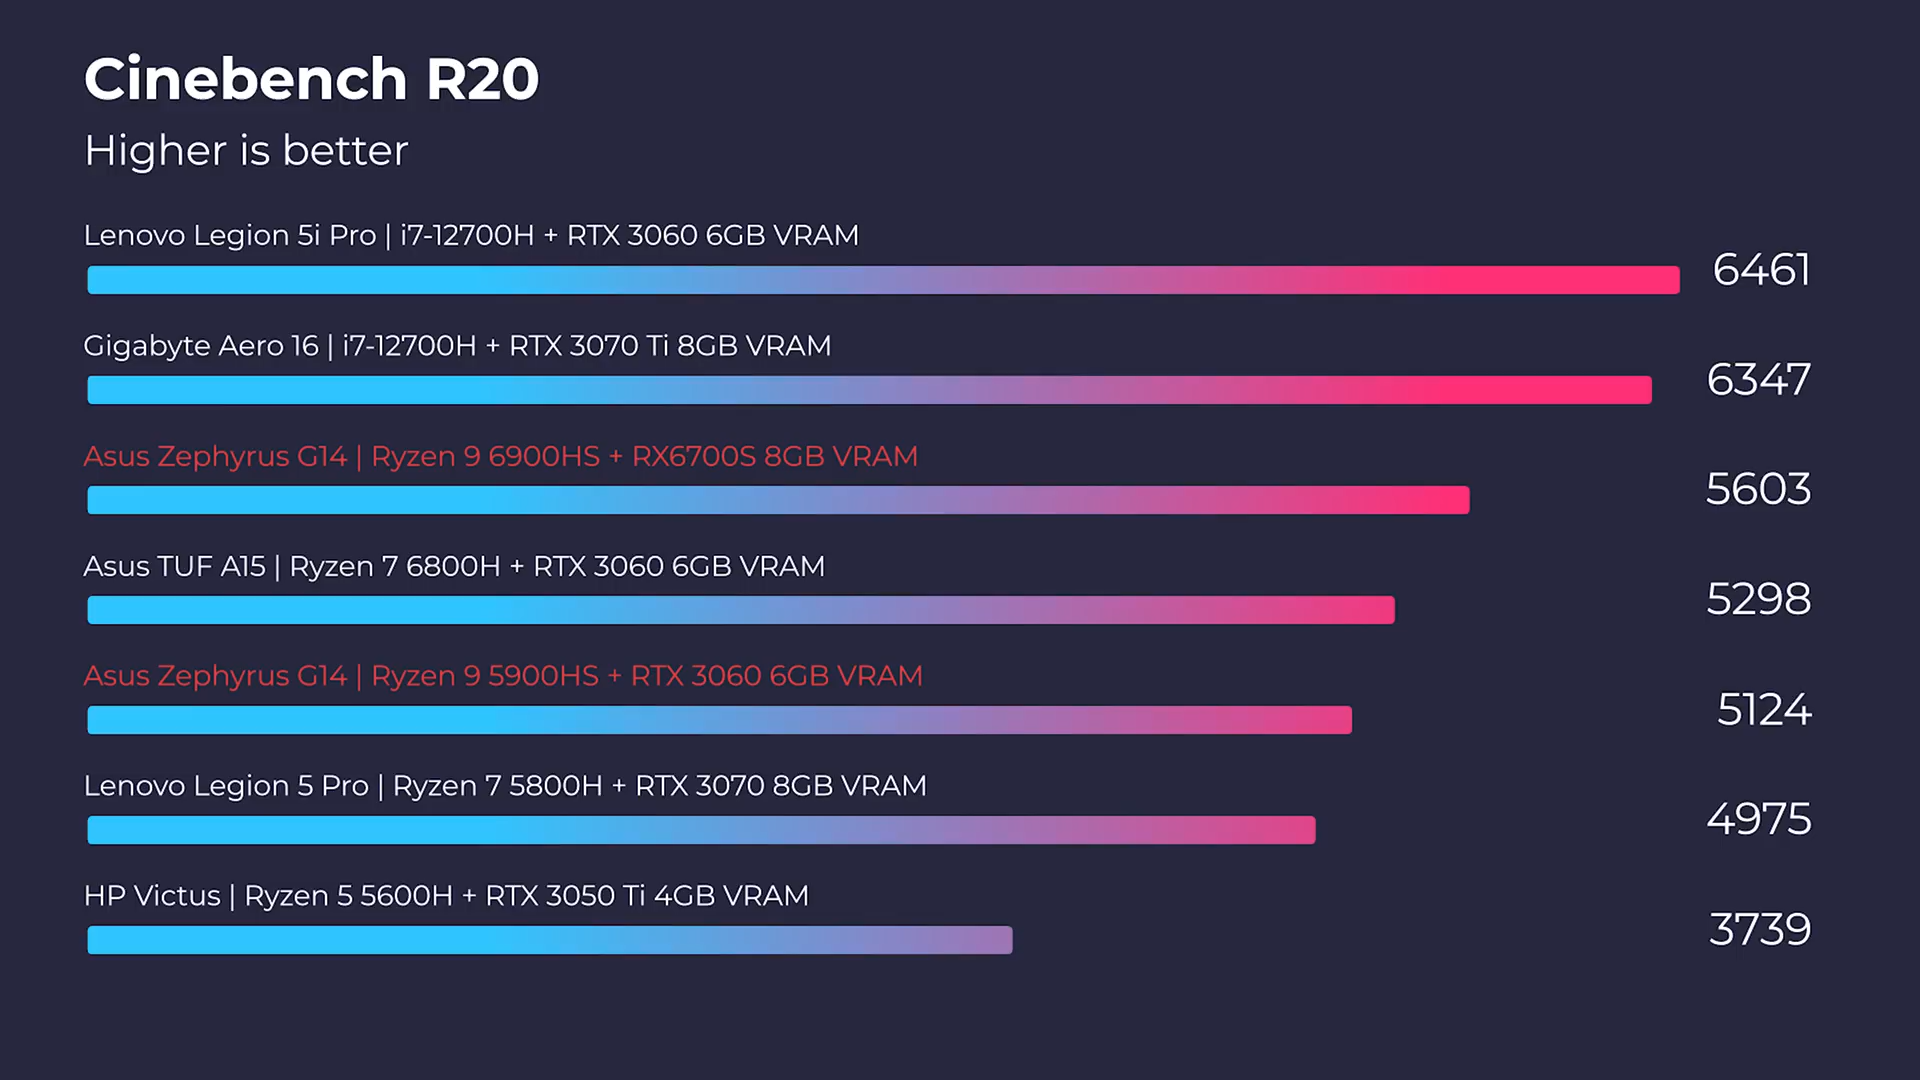 Cinebench R20
Higher is better
Lenovo Legion 5i Pro | i7-12700H + RTX 3060 6GB VRAM
6461
Gigabyte Aero 16 | i7-12700H + RTX 3070 Ti 8GB VRAM
6347
Asus Zephyrus G14 | Ryzen 9 6900HS + RX6700S 8GB VRAM
5603
Asus TUF A15 | Ryzen 7 6800H + RTX 3060 6GB VRAM
5298
Asus Zephyrus G14 | Ryzen 9 5900HS + RTX 3060 6GB VRAM
5124
Lenovo Legion 5 Pro | Ryzen 7 5800H + RTX 3070 8GB VRAM
4975
HP Victus | Ryzen 5 5600H + RTX 3050 Ti 4GB VRAM
3739